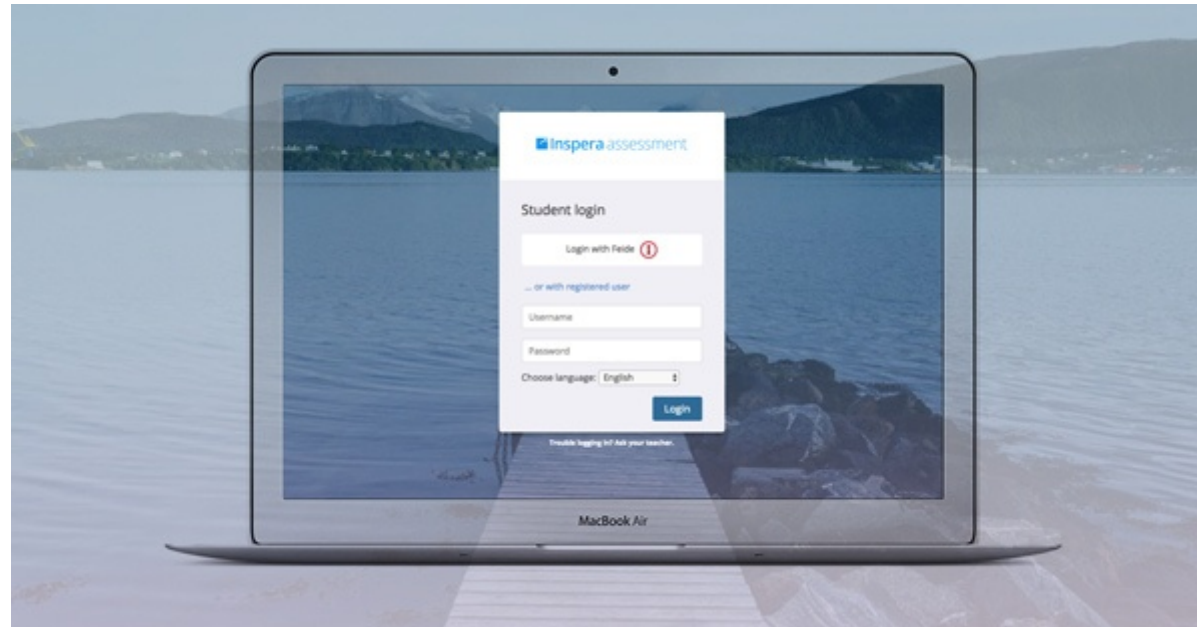 Inspera assessment
Student login
Login with Feide
... or with registered user
Username
Password
Choose language: English
Login
Trouble logging in? Ask your teacher.
MacBook Air